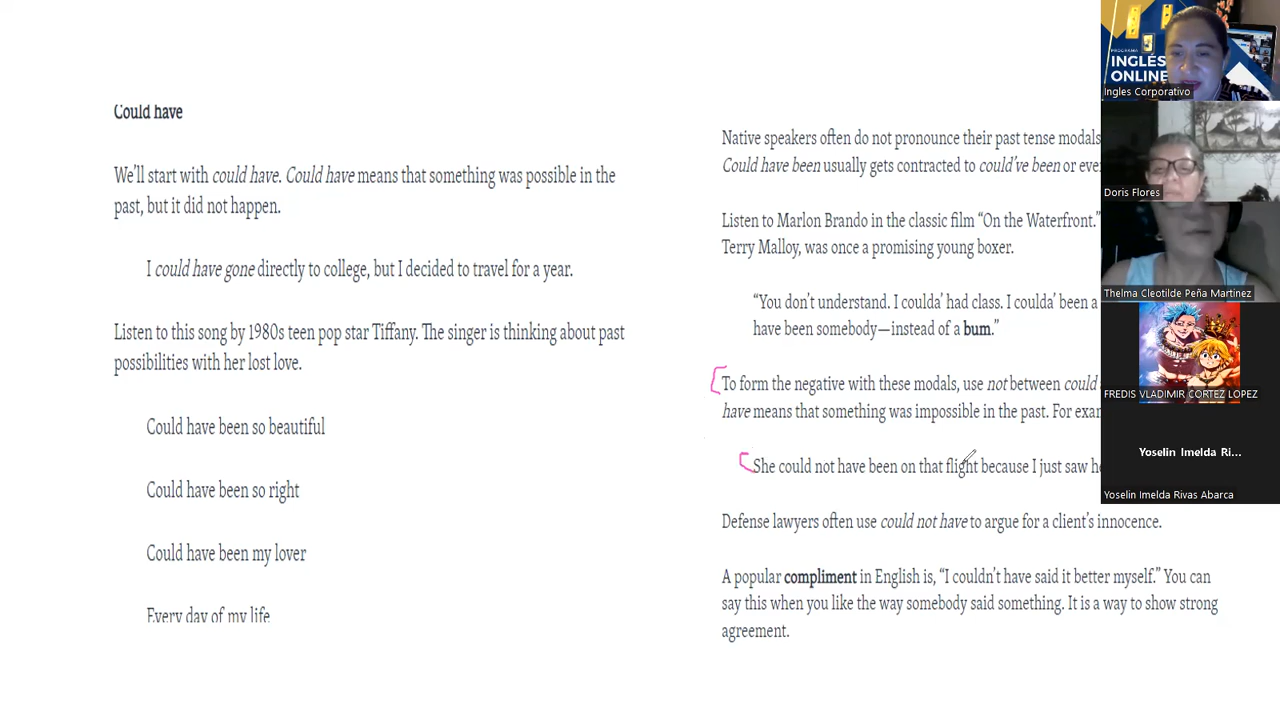 Could have
We'll start with could have. Could have means that something was possible in the
past, but it did not happen.
I could have gone directly to college, but I decided to travel for a year.
Listen to this song by 1980s teen pop star Tiffany. The singer is thinking about past
possibilities with her lost love.
Could have been so beautiful
Could have been so right
Could have been my lover
Every day of my life
Native speakers often do not pronounce their past tense modals
Could have been usually gets contracted to could've been or
Listen to Marlon Brando in the classic film “On the Waterfront.”
Terry Malloy, was once a promising young boxer.
“You don't understand. I coulda' had class. I coulda' been a
have been somebody—instead of a bum.”
To form the negative with these modals, use not between could
have means that something was impossible in the past. For
She could not have been on that flight because I just saw
Defense lawyers often use could not have to argue for a client's innocence.
A popular compliment in English is, “I couldn't have said it better myself.” You can
say this when you like the way somebody said something. It is a way to show strong
agreement.
PROGRAMA
INGLÉS
ONLINE
Ingles Corporativo
Doris Flores
Thelma Cleotilde Peña Martinez
FREDIS VLADIMIR CORTEZ LOPEZ
Yoselin Imelda Ri...
Yoselin Imelda Rivas Abarca